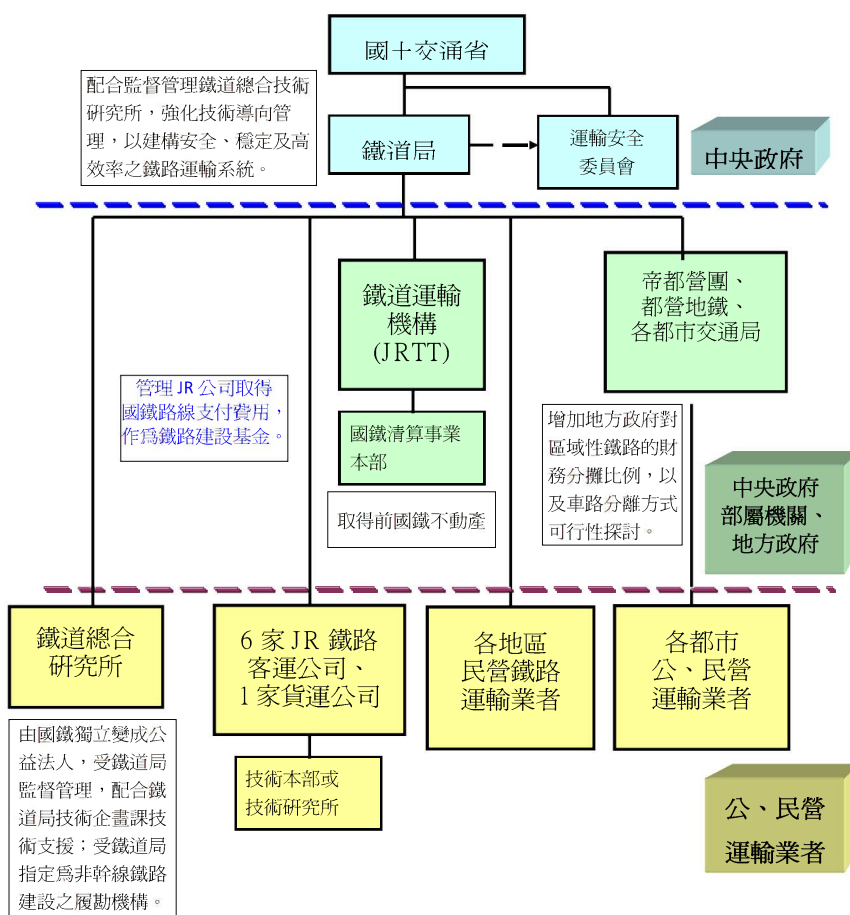 國土交通省
配合監督管理鐵道總合技術
研究所，強化技術導向管
理，以建構安全、穩定及高
效率之鐵路運輸系統。
鐵道局
運輸安全
委員會
中央政府
鐵道運輸
機構
(JRTT)
帝都營團、
都營地鐵、
各都市交通局
管理 JR 公司取得
國鐵路線支付費用，
作為鐵路建設基金。
國鐵清算事業
本部
取得前國鐵不動產
增加地方政府對
區域性鐵路的財
務分攤比例，以
及車路分離方式
可行性探討。
中央政府
部屬機關、
地方政府
鐵道總合
研究所
6 家 JR 鐵路
客運公司、
1 家貨運公司
各地區
民營鐵路
運輸業者
各都市
公、民營
運輸業者
由國鐵獨立變成公
益法人，受鐵道局
監督管理，配合鐵
道局技術企畫課技
術支援；受鐵道局
指定為非幹線鐵路
建設之履勘機構。
技術本部或
技術研究所
公、民營
運輸業者